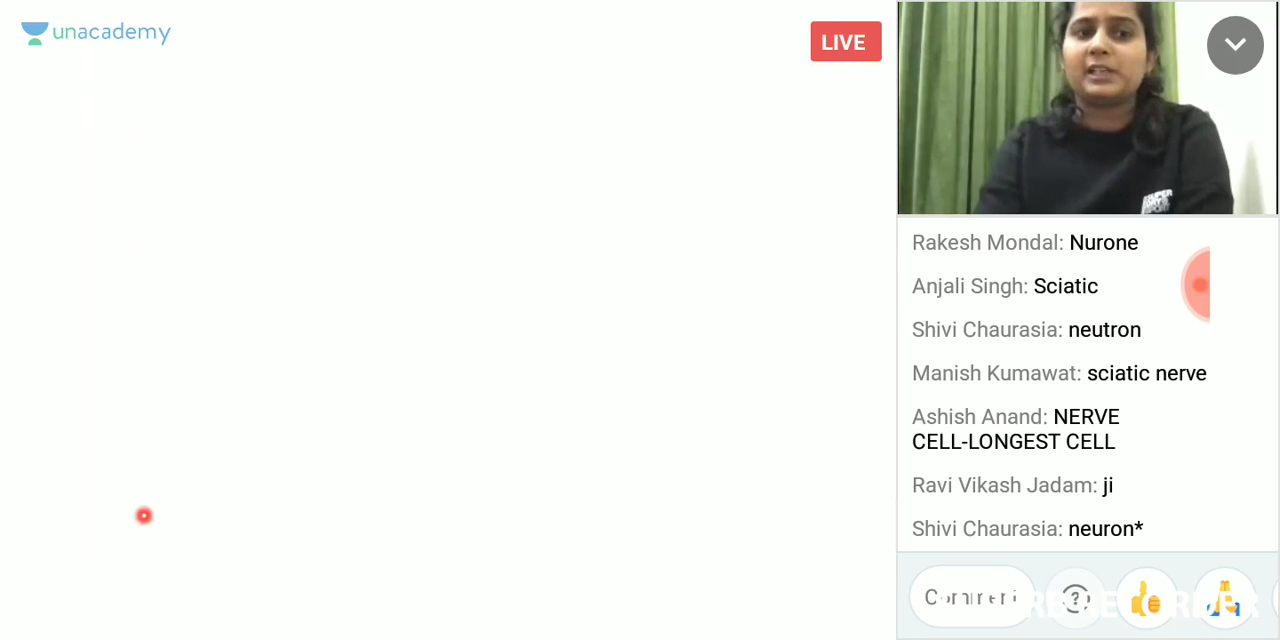 unacademy
LIVE
Rakesh Mondal: Nurone
Anjali Singh: Sciatic
Shivi Chaurasia: neutron
Manish Kumawat: sciatic nerve
Ashish Anand: NERVE
CELL-LONGEST CELL
Ravi Vikash Jadam: ji
Shivi Chaurasia: neuron*
Comment